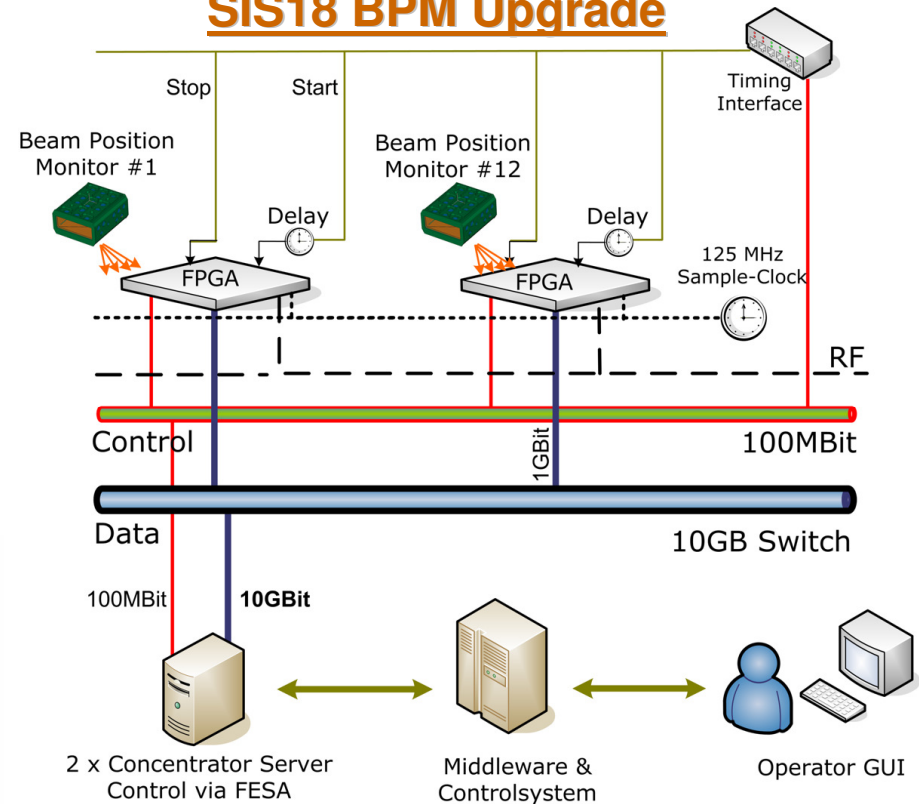 SIS18 BPM Upgrade
Stop
Start
Timing
Interface
Beam Position
Monitor #1
Beam Position
Monitor #12
Delay
Delay
125 MHz
Sample-Clock
FPGA
FPGA
RF
Control
100MBit
1GBit
Data
10GB Switch
100MBit
10GBit
2 x Concentrator Server
Control via FESA
Middleware &
Controlsystem
Operator GUI